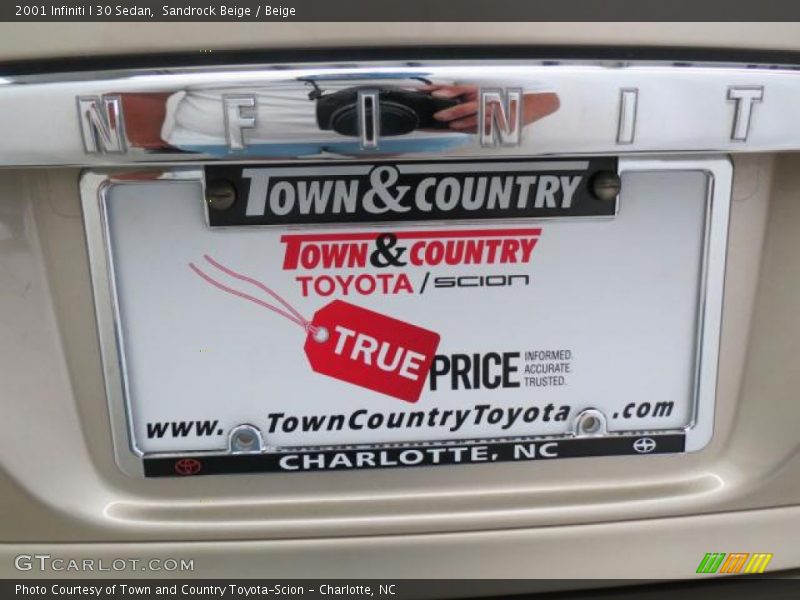 2001 Infiniti I 30 Sedan, Sandrock Beige / Beige
N F I N I T
TOWN & COUNTRY
TOWN & COUNTRY
TOYOTA / SCION
TRUE PRICE INFORMED.
ACCURATE.
TRUSTED.
www. TownCountryToyota .com
CHARLOTTE, NC
GTCARLOT.COM
Photo Courtesy of Town and Country Toyota-Scion - Charlotte, NC